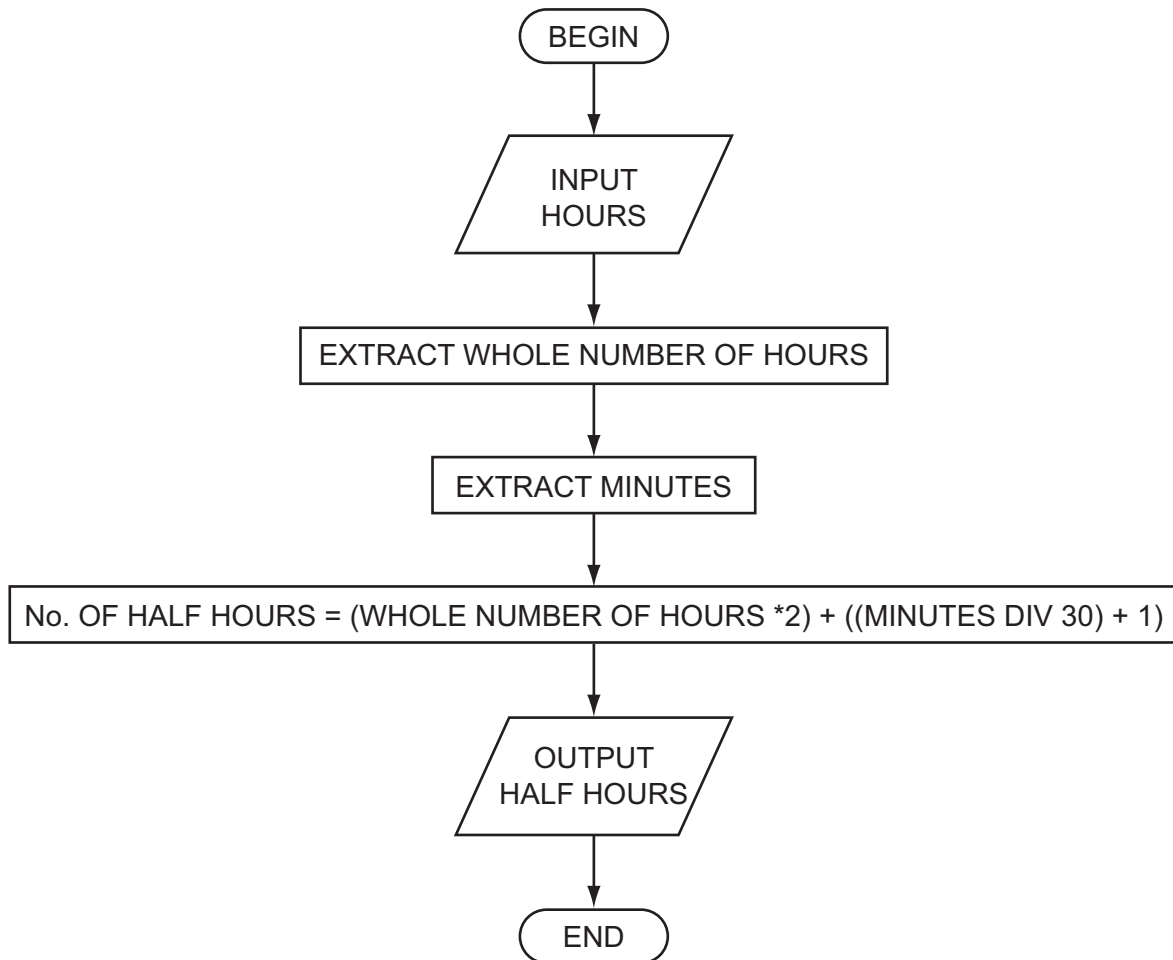 BEGIN
INPUT
HOURS
EXTRACT WHOLE NUMBER OF HOURS
EXTRACT MINUTES
No. OF HALF HOURS = (WHOLE NUMBER OF HOURS *2) + ((MINUTES DIV 30) + 1)
OUTPUT
HALF HOURS
END